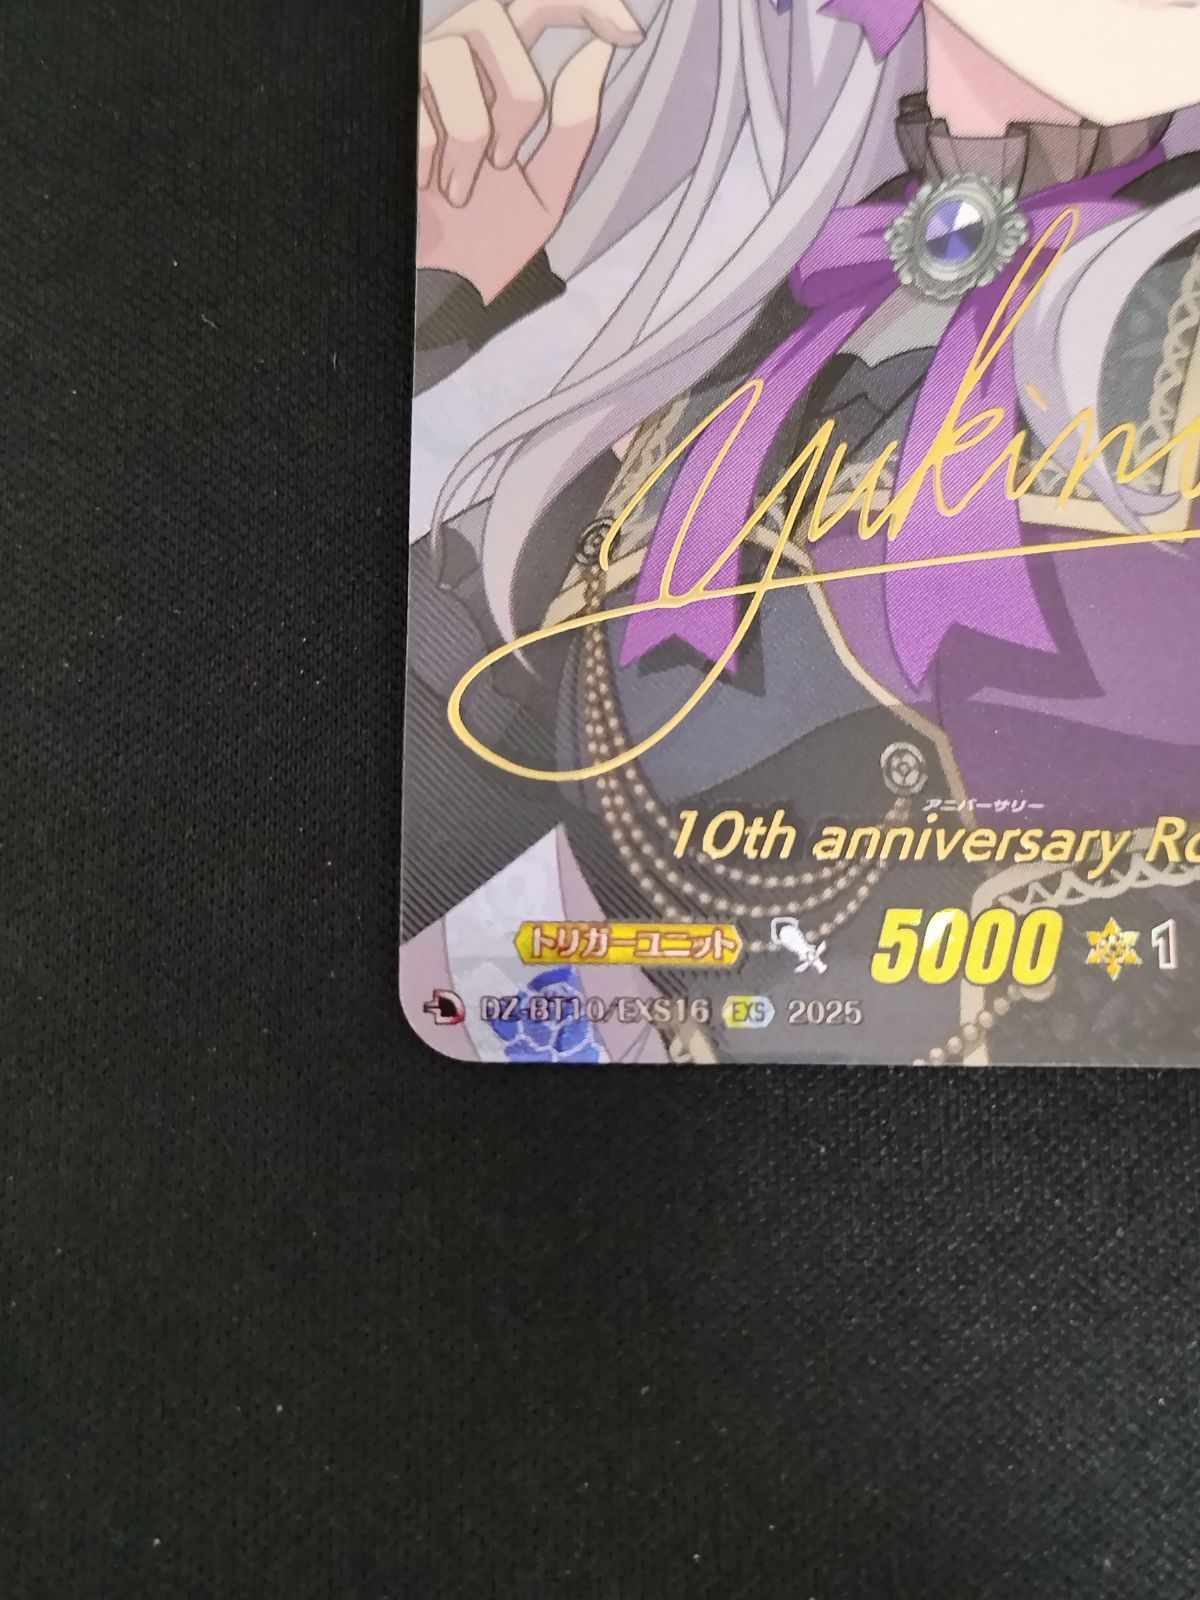 Yukin
アニバーサリー
10th anniversary Ro
トリガーユニット 5000 1
D DZ-BT10/EXS16 EXS 2025